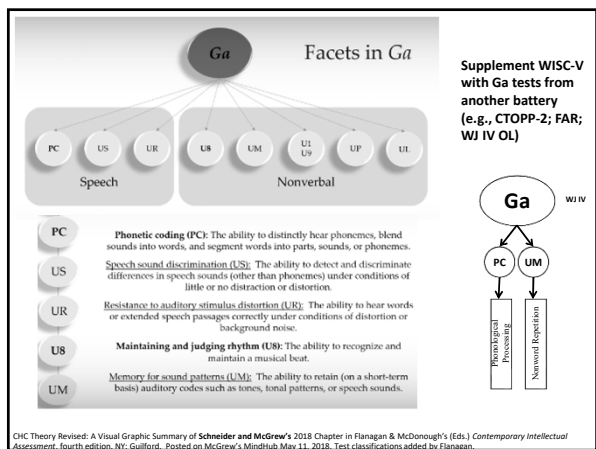 Ga
Facets in Ga
PC
US
UR
U8
UM
U1
U9
UP
UL
Speech
Nonverbal
PC
Phonetic coding (PC): The ability to distinctly hear phonemes, blend
sounds into words, and segment words into parts, sounds, or phonemes.
US
Speech sound discrimination (US): The ability to detect and discriminate
differences in speech sounds (other than phonemes) under conditions of
little or no distraction or distortion.
UR
Resistance to auditory stimulus distortion (UR): The ability to hear words
or extended speech passages correctly under conditions of distortion or
background noise.
U8
Maintaining and judging rhythm (U8): The ability to recognize and
maintain a musical beat.
UM
Memory for sound patterns (UM): The ability to retain (on a short-term
basis) auditory codes such as tones, tonal patterns, or speech sounds.
Supplement WISC-V
with Ga tests from
another battery
(e.g., CTOPP-2; FAR;
WJ IV OL)
Ga
WJ IV
PC
UM
Phonological
Processing
Nonword Repetition
CHC Theory Revised: A Visual Graphic Summary of Schneider and McGrew's 2018 Chapter in Flanagan & McDonough's (Eds.) Contemporary Intellectual
Assessment, fourth edition. NY: Guilford. Posted on McGrew's MindHub May 11, 2018. Test classifications added by Flanagan.